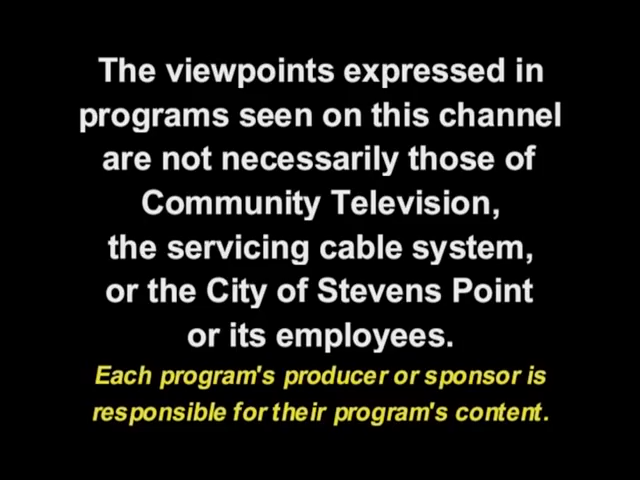 The viewpoints expressed in
programs seen on this channel
are not necessarily those of
Community Television,
the servicing cable system,
or the City of Stevens Point
or its employees.
Each program's producer or sponsor is
responsible for their program's content.